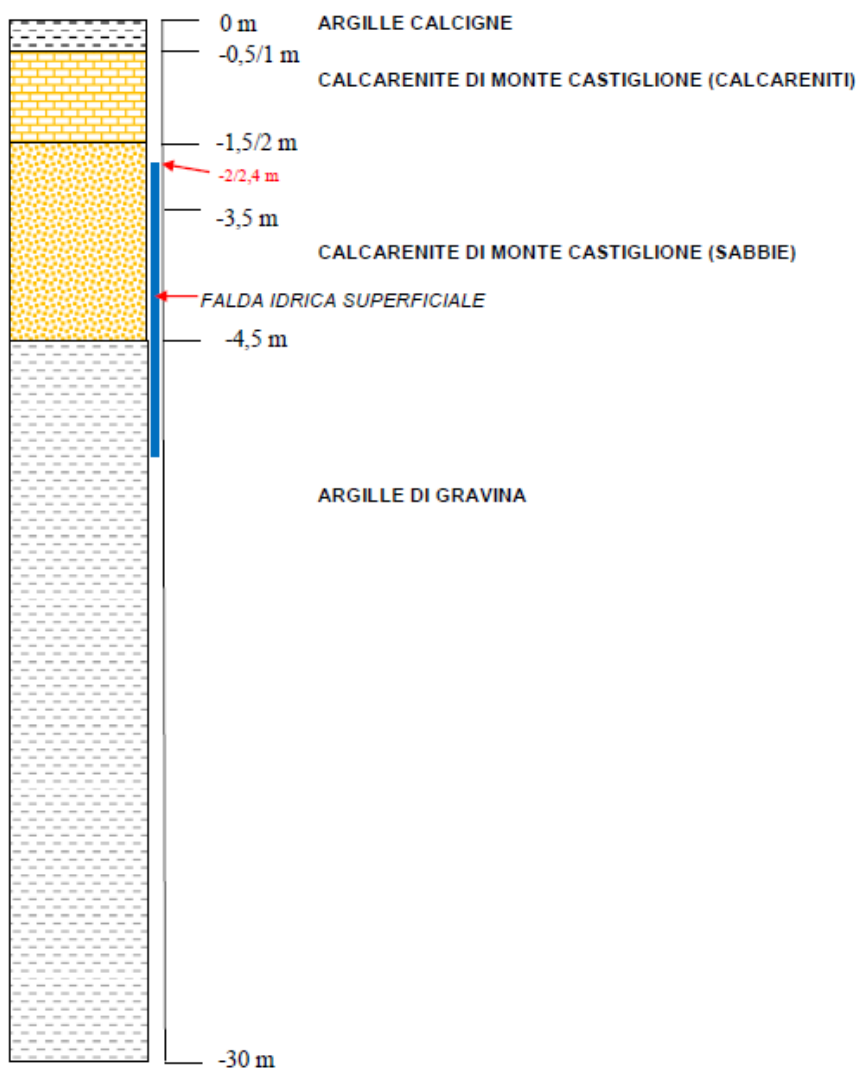 0 m
ARGILLE CALCIGNE
-0,5/1 m
CALCARENITE DI MONTE CASTIGLIONE (CALCARENITI)
-1,5/2 m
-2/2,4 m
-3,5 m
CALCARENITE DI MONTE CASTIGLIONE (SABBIE)
FALDA IDRICA SUPERFICIALE
-4,5 m
ARGILLE DI GRAVINA
-30 m